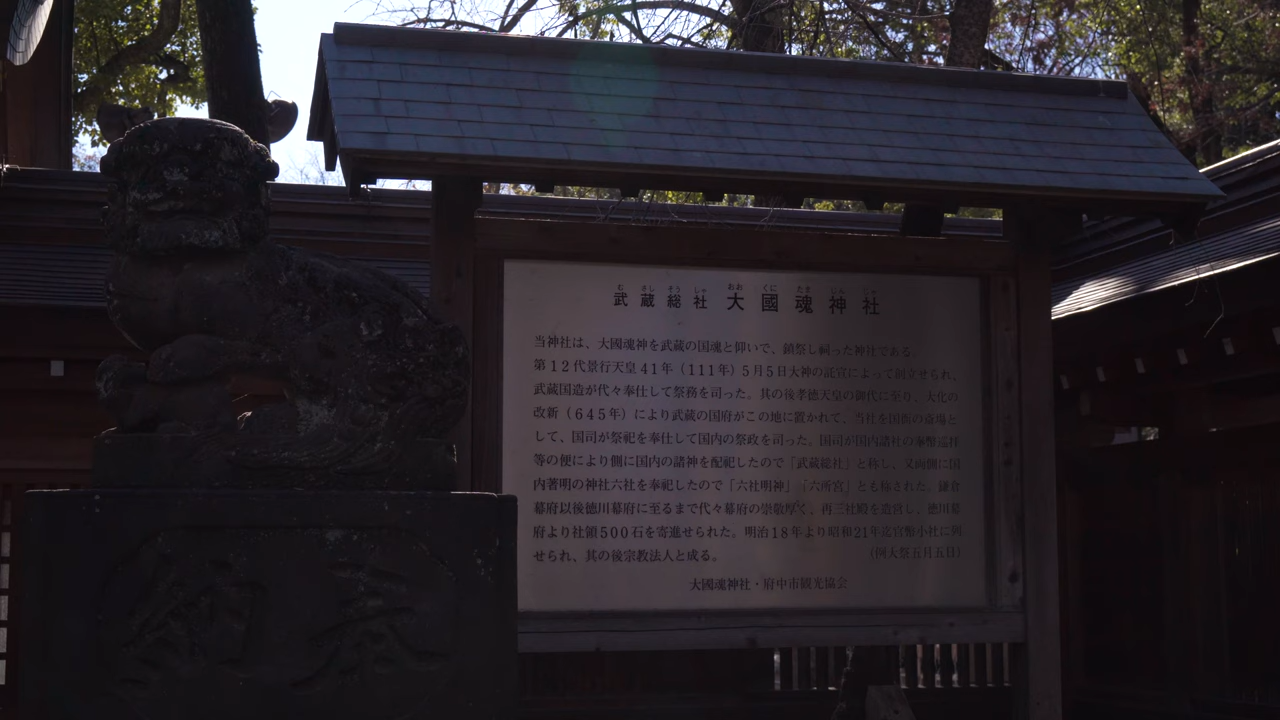 武蔵総社 大國魂神社
当神社は、大國魂神を武蔵の国魂と仰いで、鎮祭し祠った神社である。
第12代景行天皇41年(111年)5月5日大神の託宣によって創立せられ、
武蔵国造が代々奉仕して祭務を司った。其の後孝徳天皇の御代に至り、大化の
改新(645年)により武蔵の国府がこの地に置かれて、当社を国衙の斎場と
して、国司が祭祀を奉仕して国内の祭政を司った。国司が国内諸社の奉幣巡拝
等の便により側に国内の諸神を配祀したので「武蔵総社」と称し、又両側に国
内著明の神社六社を奉祀したので「六社明神」「六所宮」とも称された。鎌倉
幕府以後徳川幕府に至るまで代々幕府の崇敬厚く、再三社殿を造営し、徳川幕
府より社領500石を寄進せられた。明治18年より昭和21年迄官幣小社に列
せられ、其の後宗教法人と成る。 (例大祭五月五日)
大國魂神社・府中市観光協会